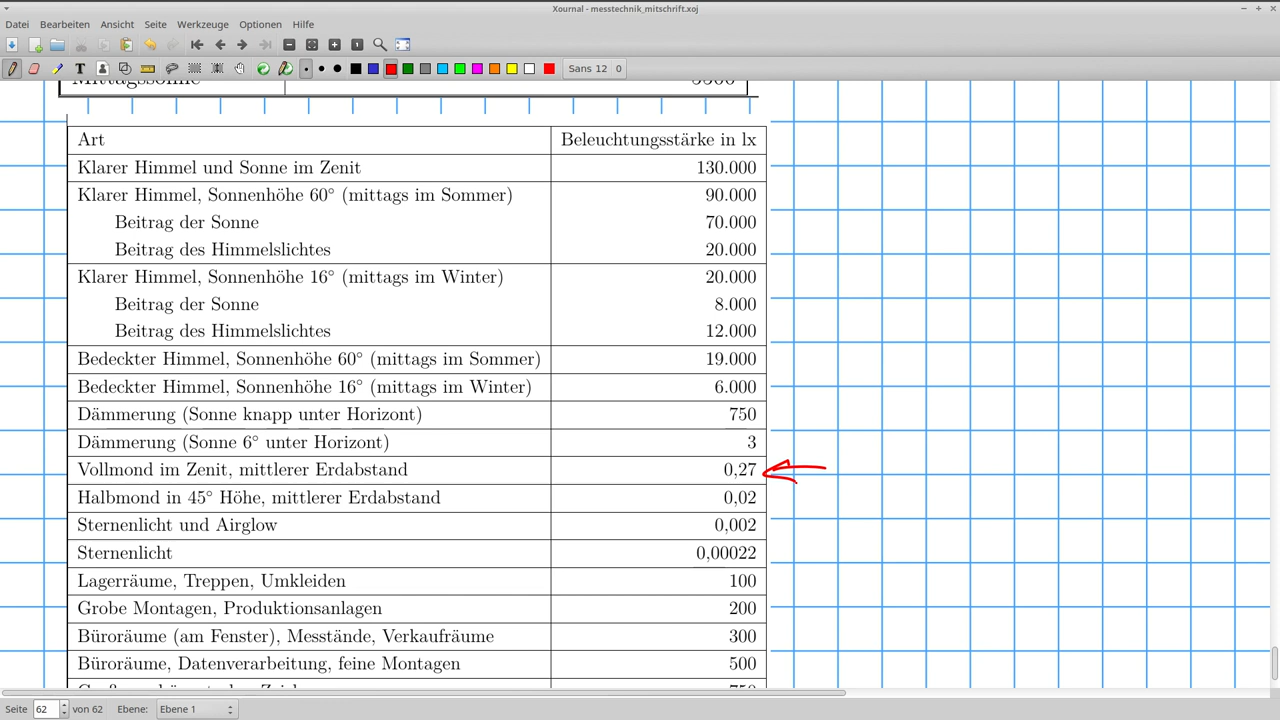 Xournal - messtechnik_mitschrift.xoj
Datei Bearbeiten Ansicht Seite Werkzeuge Optionen Hilfe
Sans 12 0
Art Beleuchtungsstärke in lx
Klarer Himmel und Sonne im Zenit 130.000
Klarer Himmel, Sonnenhöhe 60° (mittags im Sommer) 90.000
Beitrag der Sonne 70.000
Beitrag des Himmelslichtes 20.000
Klarer Himmel, Sonnenhöhe 16° (mittags im Winter) 20.000
Beitrag der Sonne 8.000
Beitrag des Himmelslichtes 12.000
Bedeckter Himmel, Sonnenhöhe 60° (mittags im Sommer) 19.000
Bedeckter Himmel, Sonnenhöhe 16° (mittags im Winter) 6.000
Dämmerung (Sonne knapp unter Horizont) 750
Dämmerung (Sonne 6° unter Horizont) 3
Vollmond im Zenit, mittlerer Erdabstand 0,27
Halbmond in 45° Höhe, mittlerer Erdabstand 0,02
Sternenlicht und Airglow 0,002
Sternenlicht 0,00022
Lagerräume, Treppen, Umkleiden 100
Grobe Montagen, Produktionsanlagen 200
Büroräume (am Fenster), Messtände, Verkaufräume 300
Büroräume, Datenverarbeitung, feine Montagen 500
Seite 62 von 62 Ebene: Ebene 1